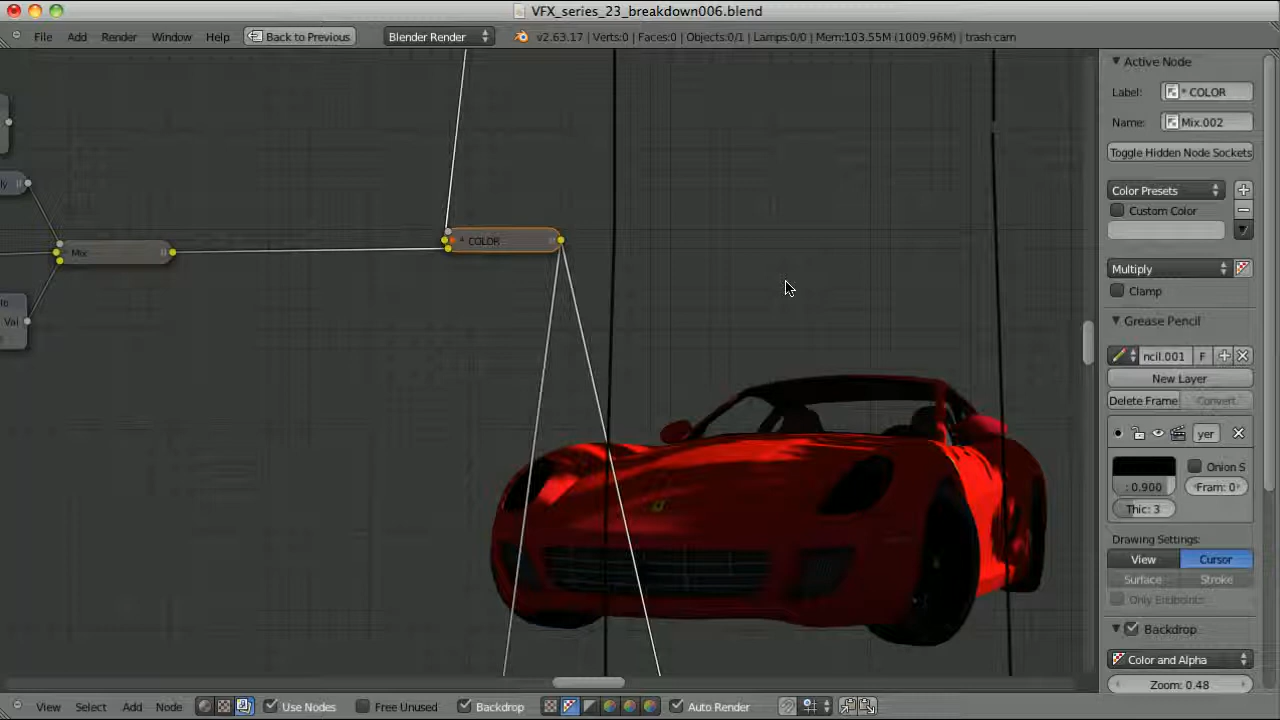 VFX_series_23_breakdown006.blend
File Add Render Window Help Back to Previous Blender Render v2.63.17 | Verts:0 | Faces:0 | Objects:0/1 | Lamps:0/0 | Mem:103.55M (1009.96M) | trash cam
Active Node
Label: * COLOR
Name: Mix.002
Toggle Hidden Node Sockets
Color Presets
Custom Color
Multiply
Clamp
Grease Pencil
ncil.001 F
New Layer
Delete Frame Convert
yer
Onion S
: 0.900 Fram: 0
Thic: 3
Drawing Settings:
View Cursor
Surface Stroke
Only Endpoints
Backdrop
Color and Alpha
Zoom: 0.48
ly
Mix
* COLOR
Val
View Select Add Node Use Nodes Free Unused Backdrop Auto Render